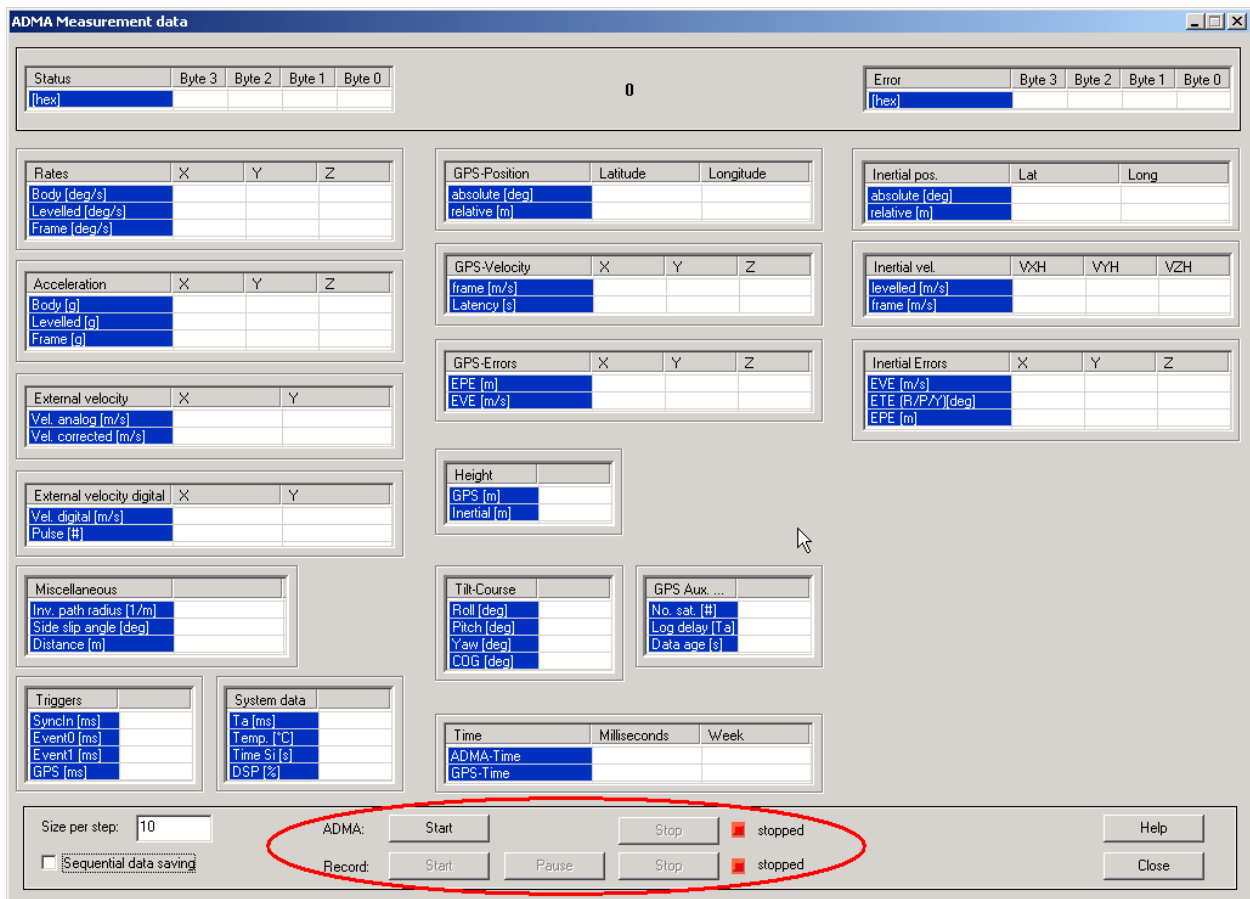 ADMA Measurement data
Status Byte 3 Byte 2 Byte 1 Byte 0
[hex]
0
Error Byte 3 Byte 2 Byte 1 Byte 0
[hex]
Rates X Y Z
Body [deg/s]
Levelled [deg/s]
Frame [deg/s]
Acceleration X Y Z
Body [g]
Levelled [g]
Frame [g]
External velocity X Y
Vel. analog [m/s]
Vel. corrected [m/s]
External velocity digital X Y
Vel. digital [m/s]
Pulse [#]
Miscellaneous
Inv. path radius [1/m]
Side slip angle [deg]
Distance [m]
Triggers
SyncIn [ms]
Event0 [ms]
Event1 [ms]
GPS [ms]
System data
Ta [ms]
Temp. [°C]
Time Si [s]
DSP [%]
GPS-Position Latitude Longitude
absolute [deg]
relative [m]
GPS-Velocity X Y Z
frame [m/s]
Latency [s]
GPS-Errors X Y Z
EPE [m]
EVE [m/s]
Height
GPS [m]
Inertial [m]
Tilt-Course
Roll [deg]
Pitch [deg]
Yaw [deg]
COG [deg]
GPS Aux. ...
No. sat. [#]
Log delay [Ta]
Data age [s]
Time Milliseconds Week
ADMA-Time
GPS-Time
Inertial pos. Lat Long
absolute [deg]
relative [m]
Inertial vel. VXH VYH VZH
levelled [m/s]
frame [m/s]
Inertial Errors X Y Z
EVE [m/s]
ETE (R/P/Y)[deg]
EPE [m]
Size per step: 10
Sequential data saving
ADMA: Start Stop stopped
Record: Start Pause Stop stopped
Help
Close